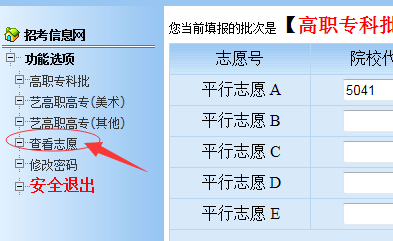 招考信息网
功能选项
高职专科批
艺高职高专(美术)
艺高职高专(其他)
查看志愿
修改密码
安全退出
您当前填报的批次是【高职专科批
志愿号 院校代
平行志愿 A 5041
平行志愿 B
平行志愿 C
平行志愿 D
平行志愿 E